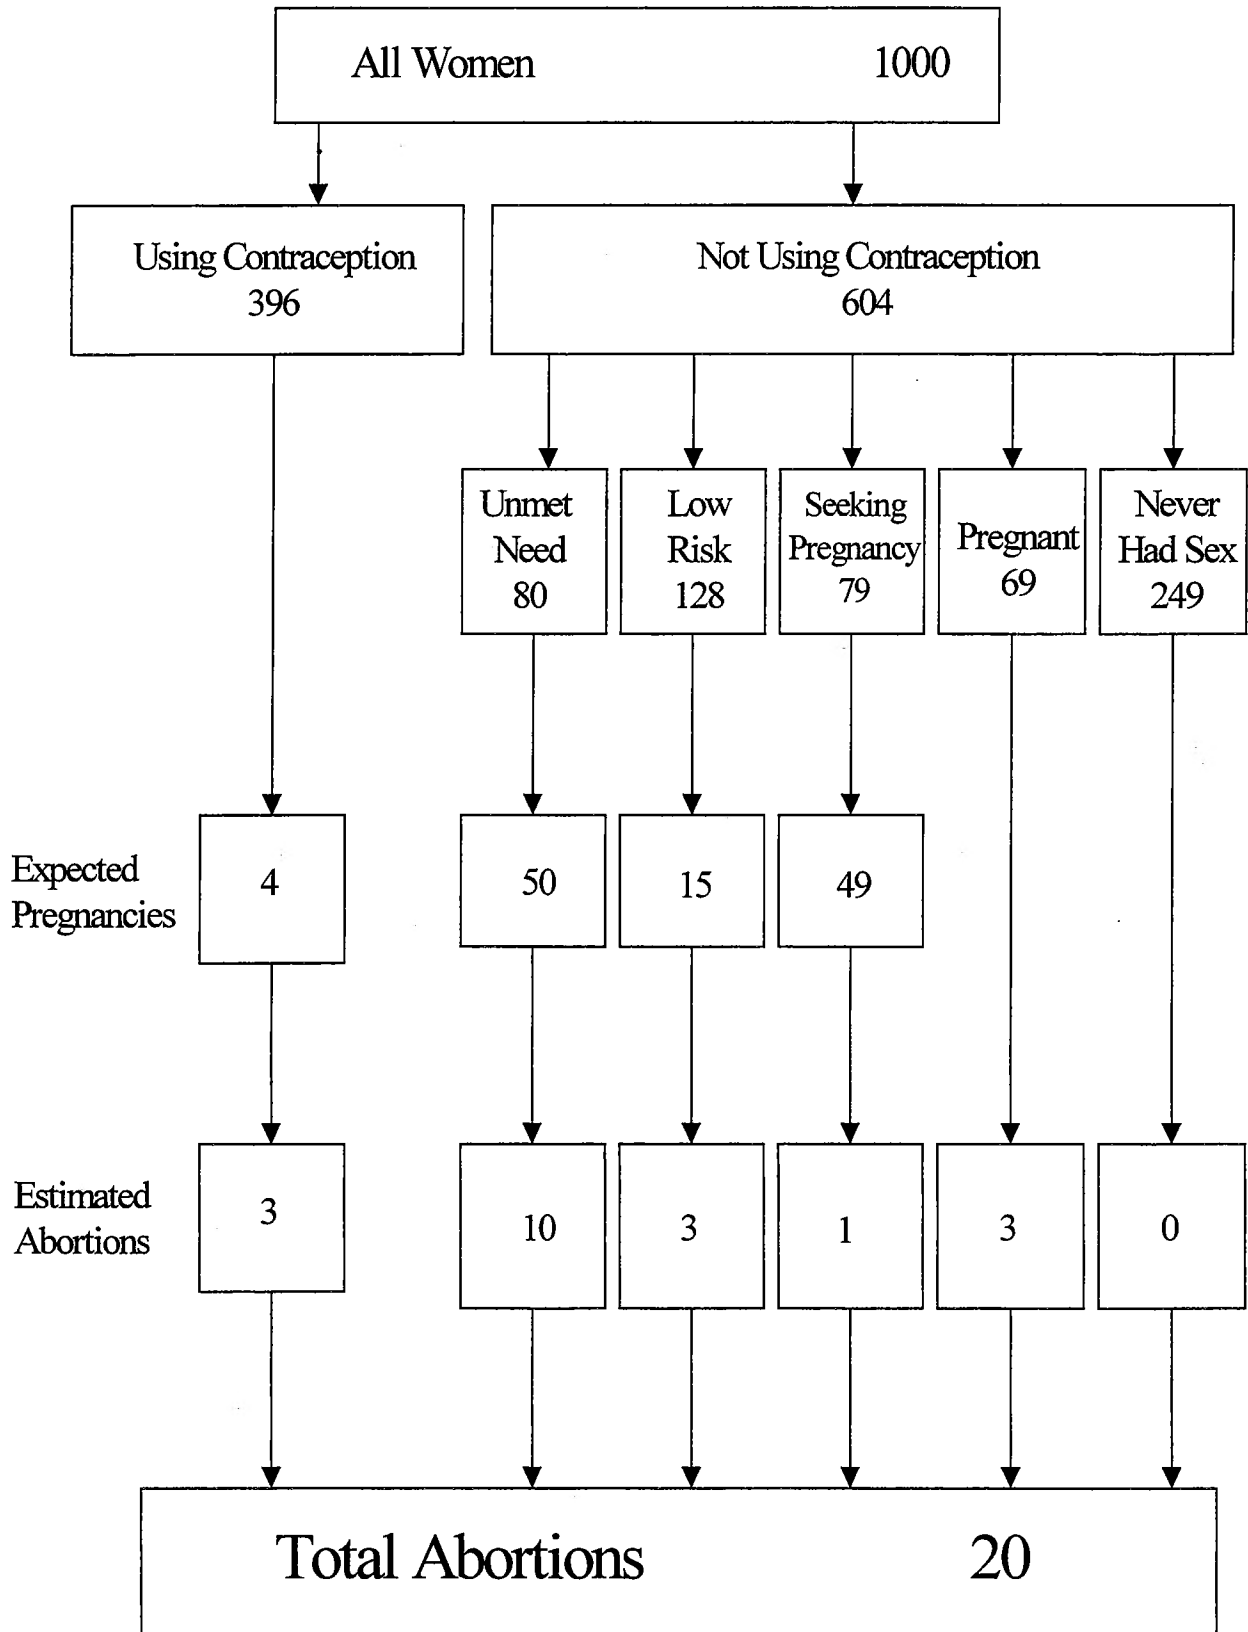 All Women 1000
Using Contraception
396
Not Using Contraception
604
Unmet
Need
80
Low
Risk
128
Seeking
Pregnancy
79
Pregnant
69
Never
Had Sex
249
Expected
Pregnancies
4
50
15
49
Estimated
Abortions
3
10
3
1
3
0
Total Abortions 20